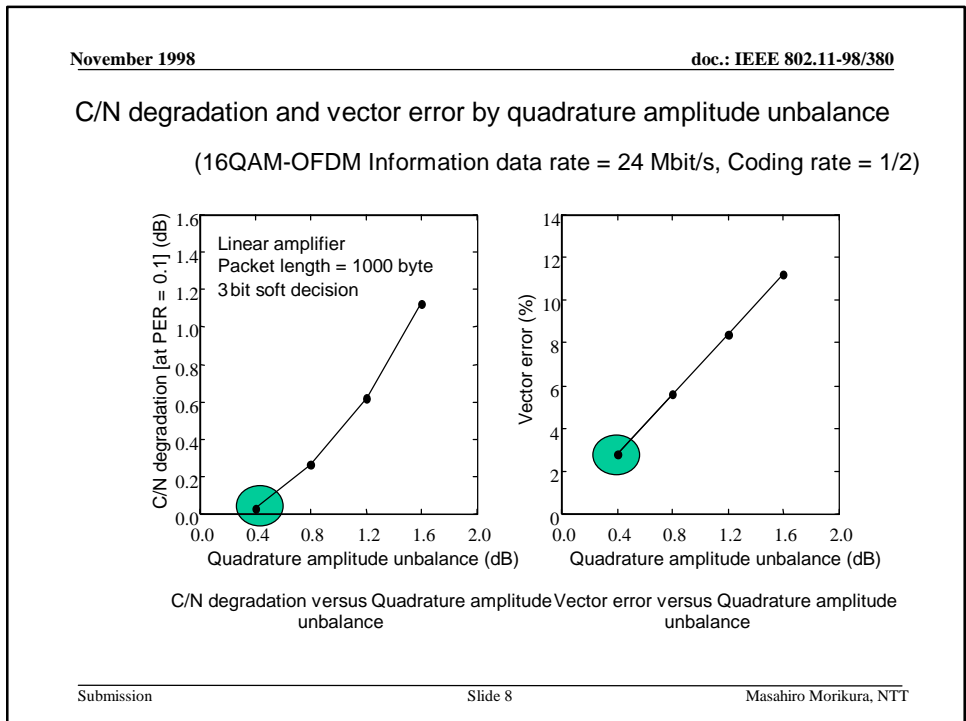 November 1998
doc.: IEEE 802.11-98/380
C/N degradation and vector error by quadrature amplitude unbalance
(16QAM-OFDM Information data rate = 24 Mbit/s, Coding rate = 1/2)
C/N degradation [at PER = 0.1] (dB)
1.6
1.4
1.2
1.0
0.8
0.6
0.4
0.2
0.0
Linear amplifier
Packet length = 1000 byte
3bit soft decision
0.0 0.4 0.8 1.2 1.6 2.0
Quadrature amplitude unbalance (dB)
C/N degradation versus Quadrature amplitude
unbalance
Vector error (%)
14
12
10
8
6
4
2
0
0.0 0.4 0.8 1.2 1.6 2.0
Quadrature amplitude unbalance (dB)
Vector error versus Quadrature amplitude
unbalance
Submission
Slide 8
Masahiro Morikura, NTT